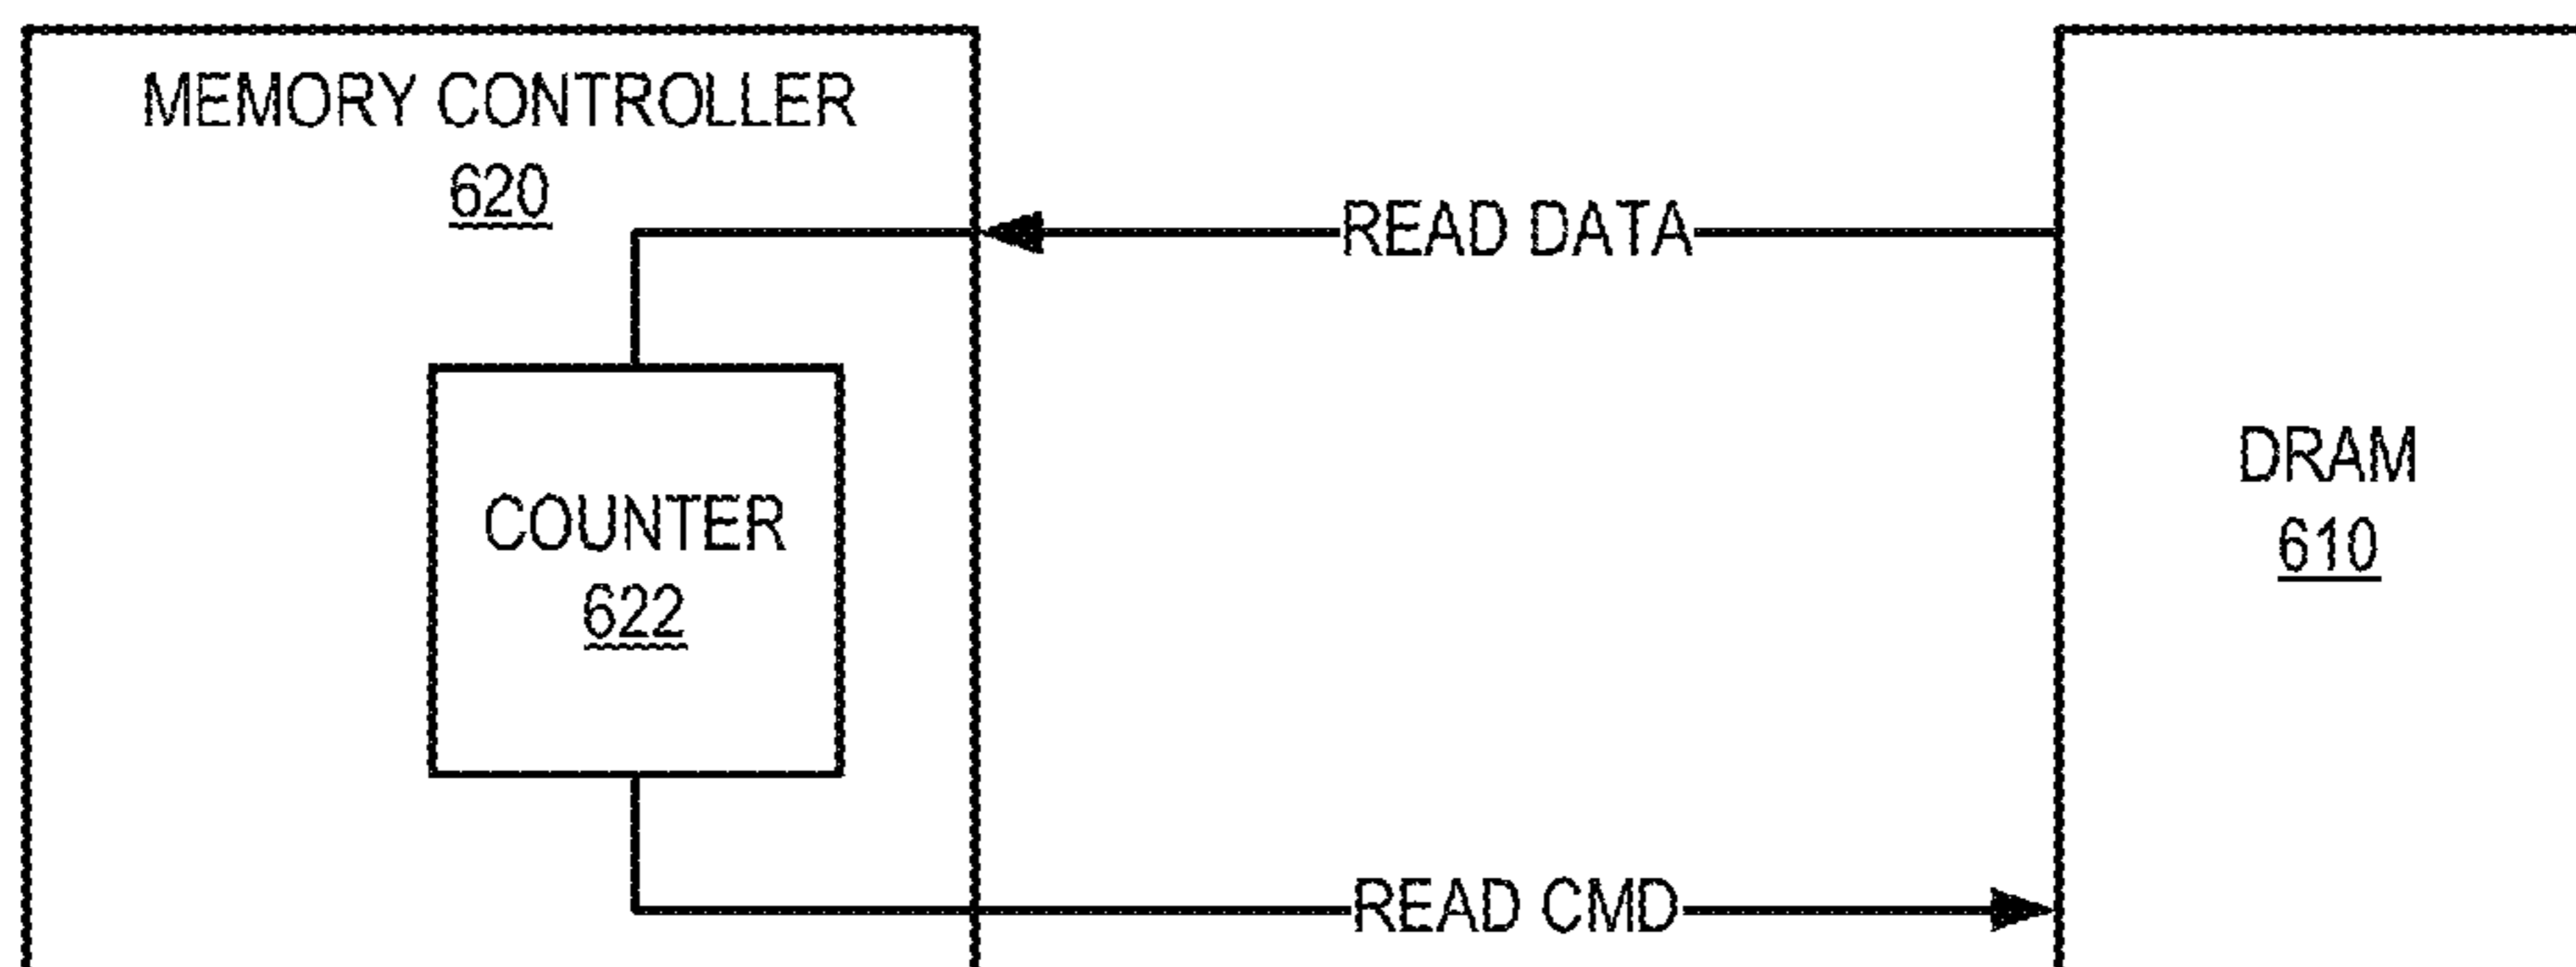 MEMORY CONTROLLER
620
READ DATA
COUNTER
622
DRAM
610
READ CMD